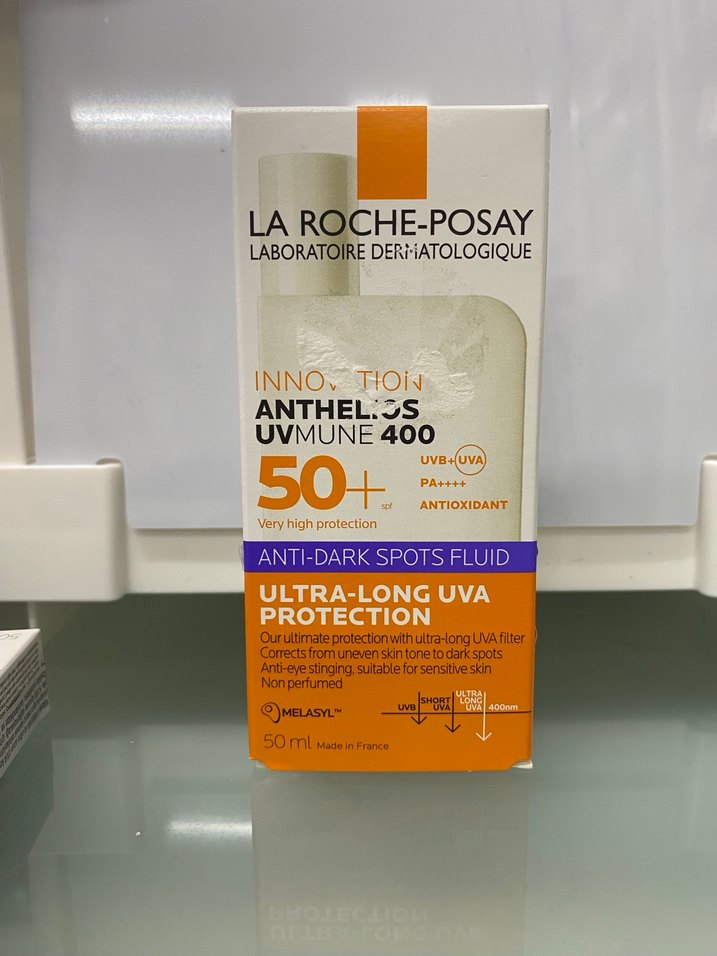 LA ROCHE-POSAY
LABORATOIRE DERMATOLOGIQUE
INNOVATION
ANTHELIOS
UVMUNE 400
50+ spf
UVB+UVA
PA++++
ANTIOXIDANT
Very high protection
ANTI-DARK SPOTS FLUID
ULTRA-LONG UVA
PROTECTION
Our ultimate protection with ultra-long UVA filter
Corrects from uneven skin tone to dark spots
Anti-eye stinging, suitable for sensitive skin
Non perfumed
MELASYL™
UVB
SHORT
UVA
ULTRA
LONG
UVA
400nm
50 ml Made in France